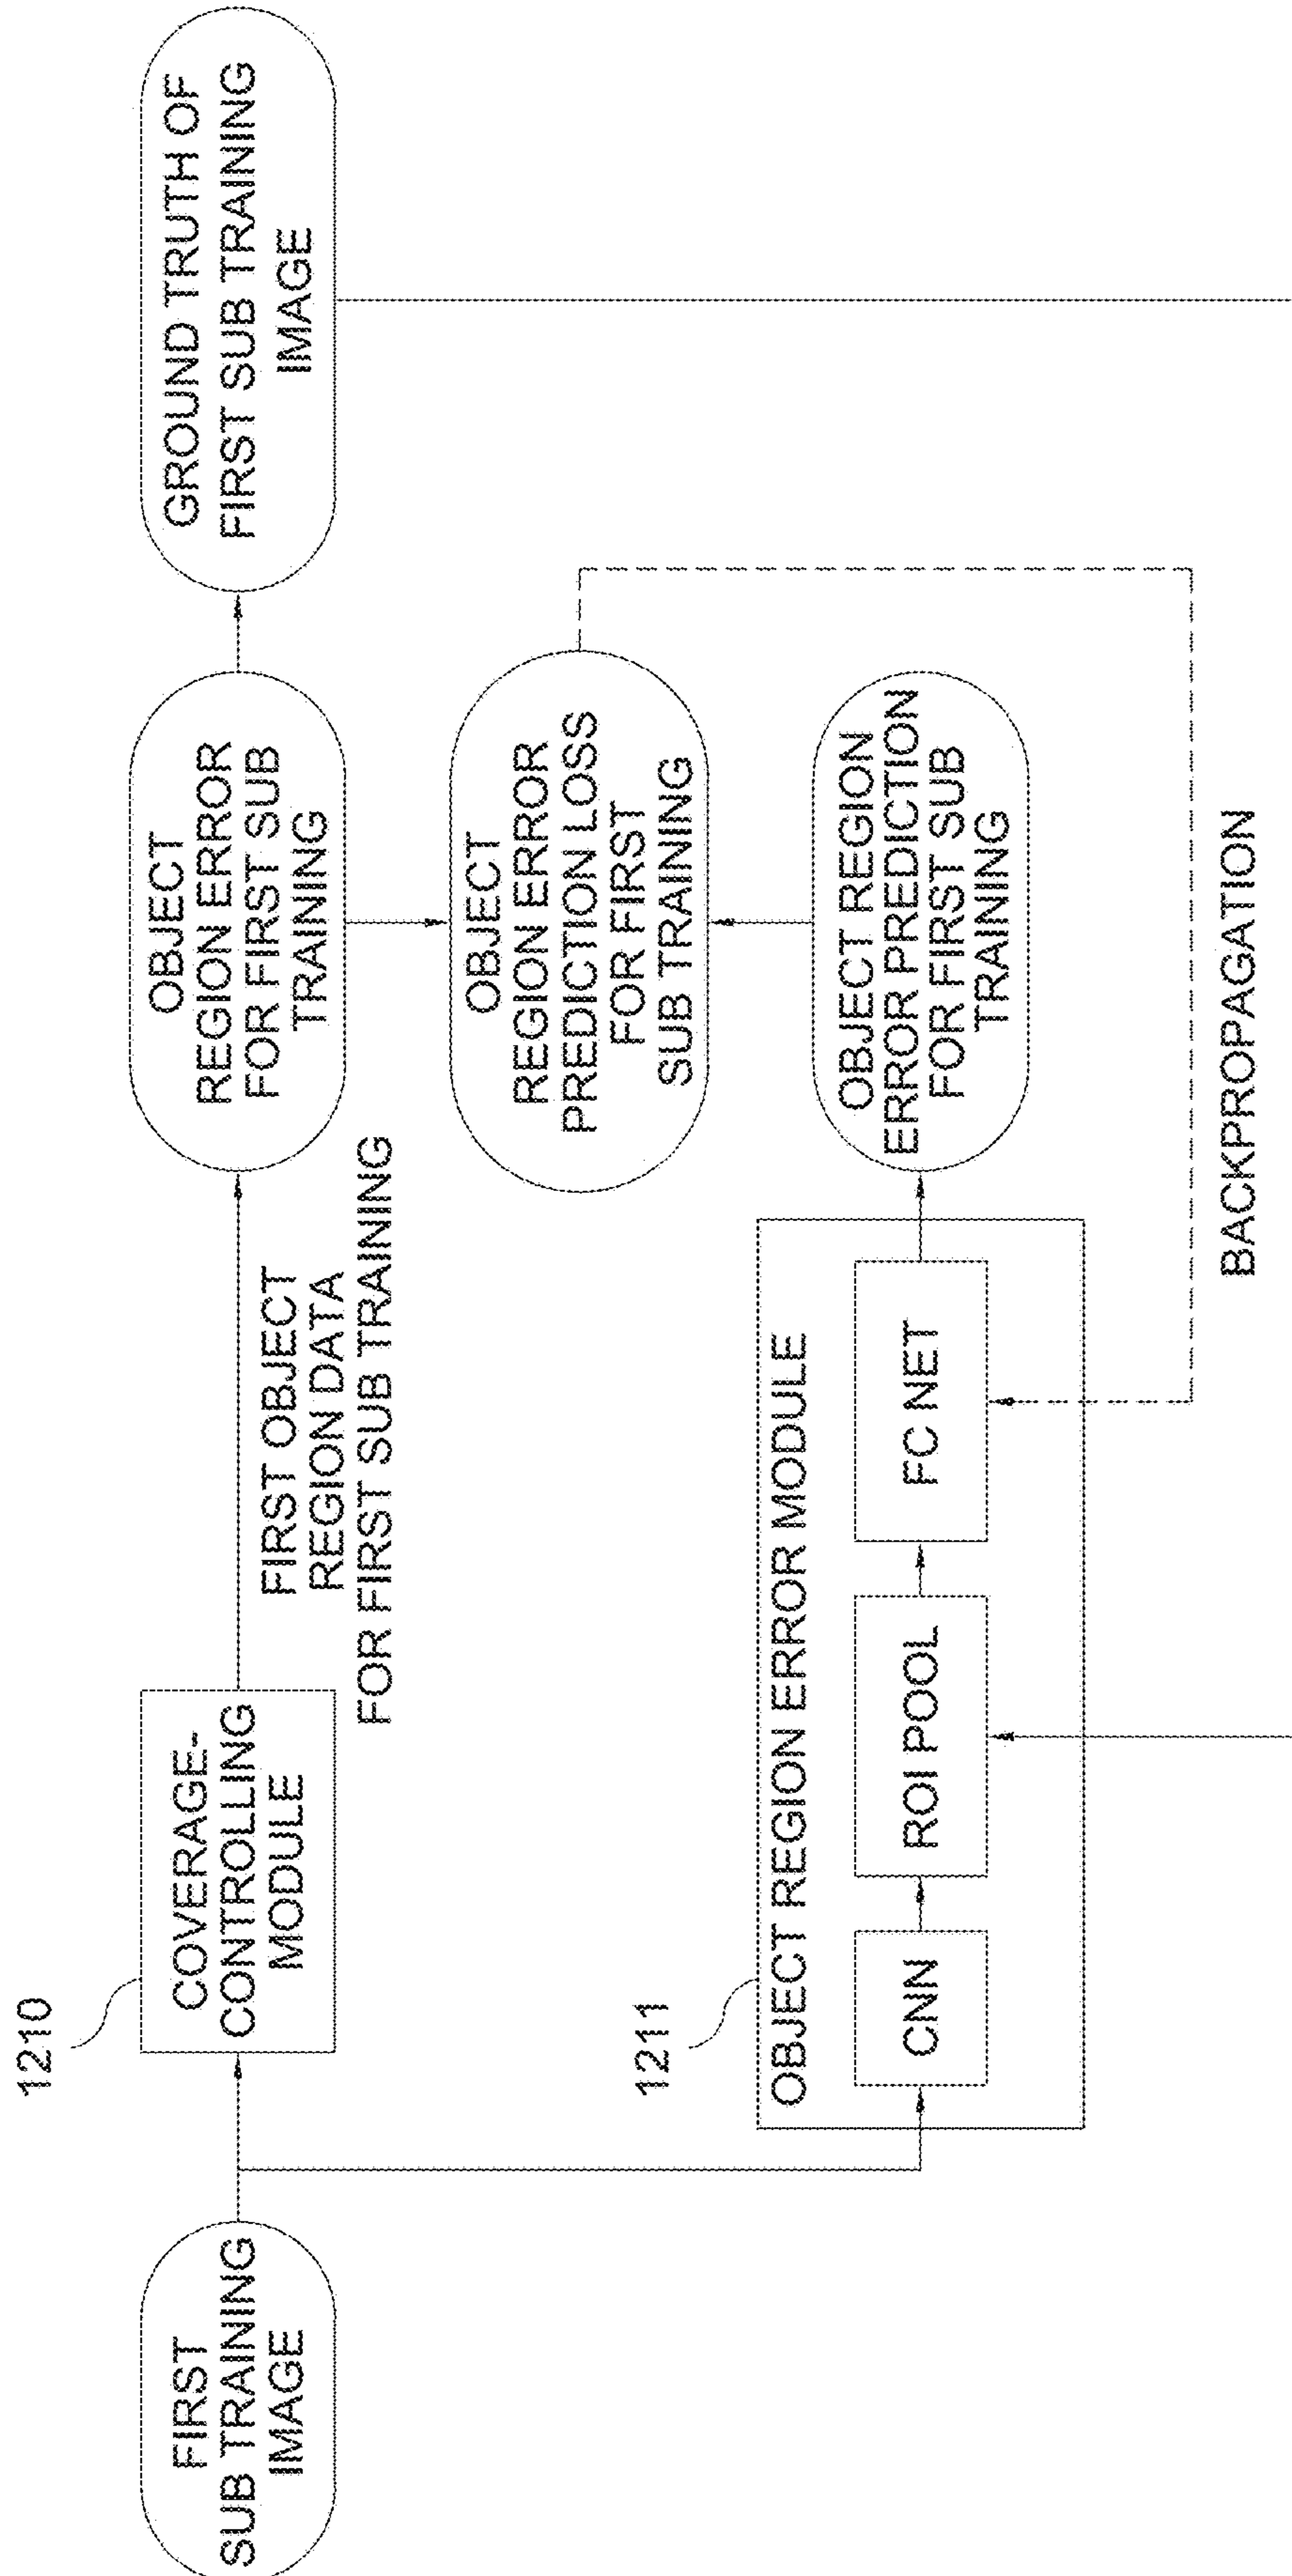 FIRST
SUB TRAINING
IMAGE
1210
COVERAGE-
CONTROLLING
MODULE
FIRST OBJECT
REGION DATA
FOR FIRST SUB TRAINING
OBJECT
REGION ERROR
FOR FIRST SUB
TRAINING
GROUND TRUTH OF
FIRST SUB TRAINING
IMAGE
OBJECT
REGION ERROR
PREDICTION LOSS
FOR FIRST
SUB TRAINING
1211
OBJECT REGION ERROR MODULE
CNN
ROI POOL
FC NET
OBJECT REGION
ERROR PREDICTION
FOR FIRST SUB
TRAINING
BACKPROPAGATION